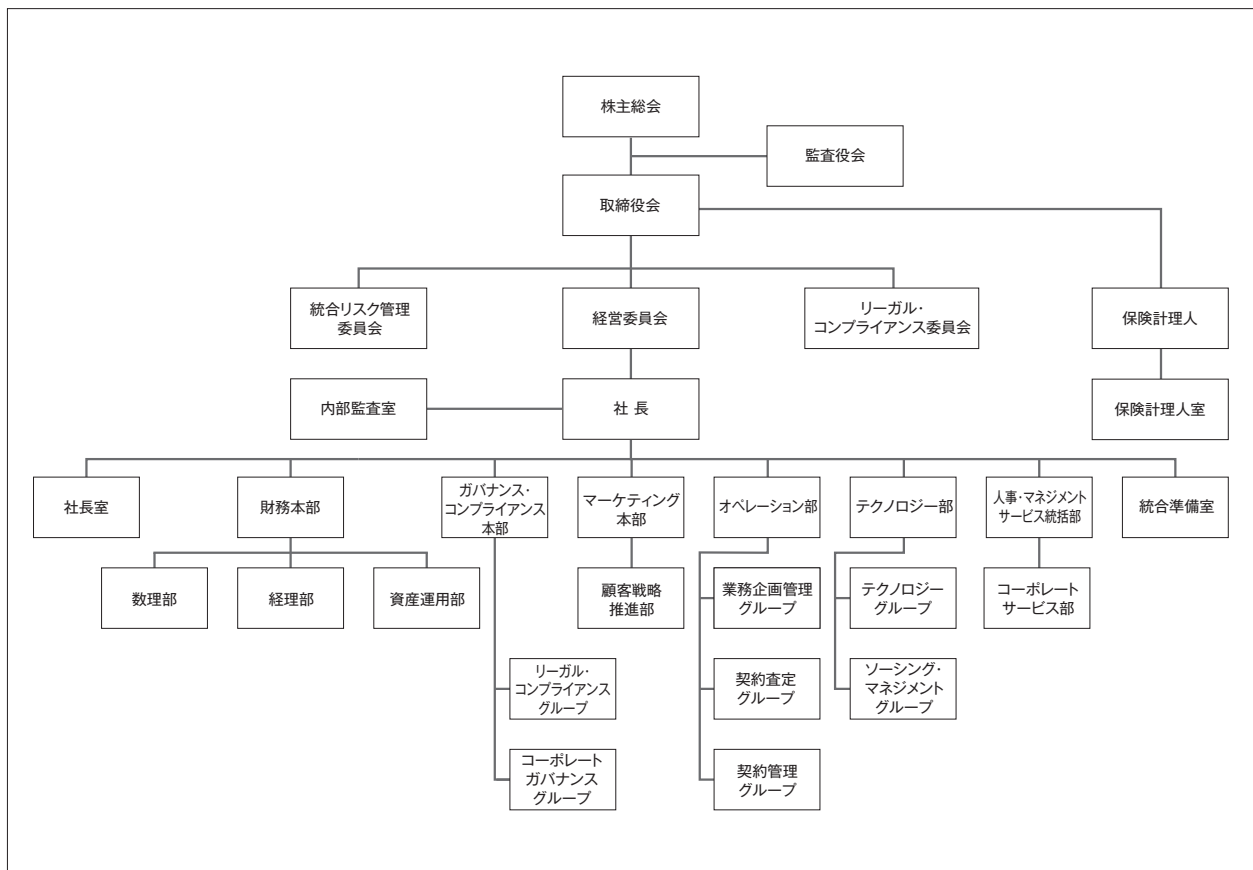 株主総会
監査役会
取締役会
統合リスク管理
委員会
経営委員会
リーガル・
コンプライアンス委員会
保険計理人
内部監査室
社 長
保険計理人室
社長室
財務本部
ガバナンス・
コンプライアンス
本部
マーケティング
本部
オペレーション部
テクノロジー部
人事・マネジメント
サービス統括部
統合準備室
数理部
経理部
資産運用部
顧客戦略
推進部
業務企画管理
グループ
テクノロジー
グループ
コーポレート
サービス部
リーガル・
コンプライアンス
グループ
契約査定
グループ
ソーシング・
マネジメント
グループ
コーポレート
ガバナンス
グループ
契約管理
グループ